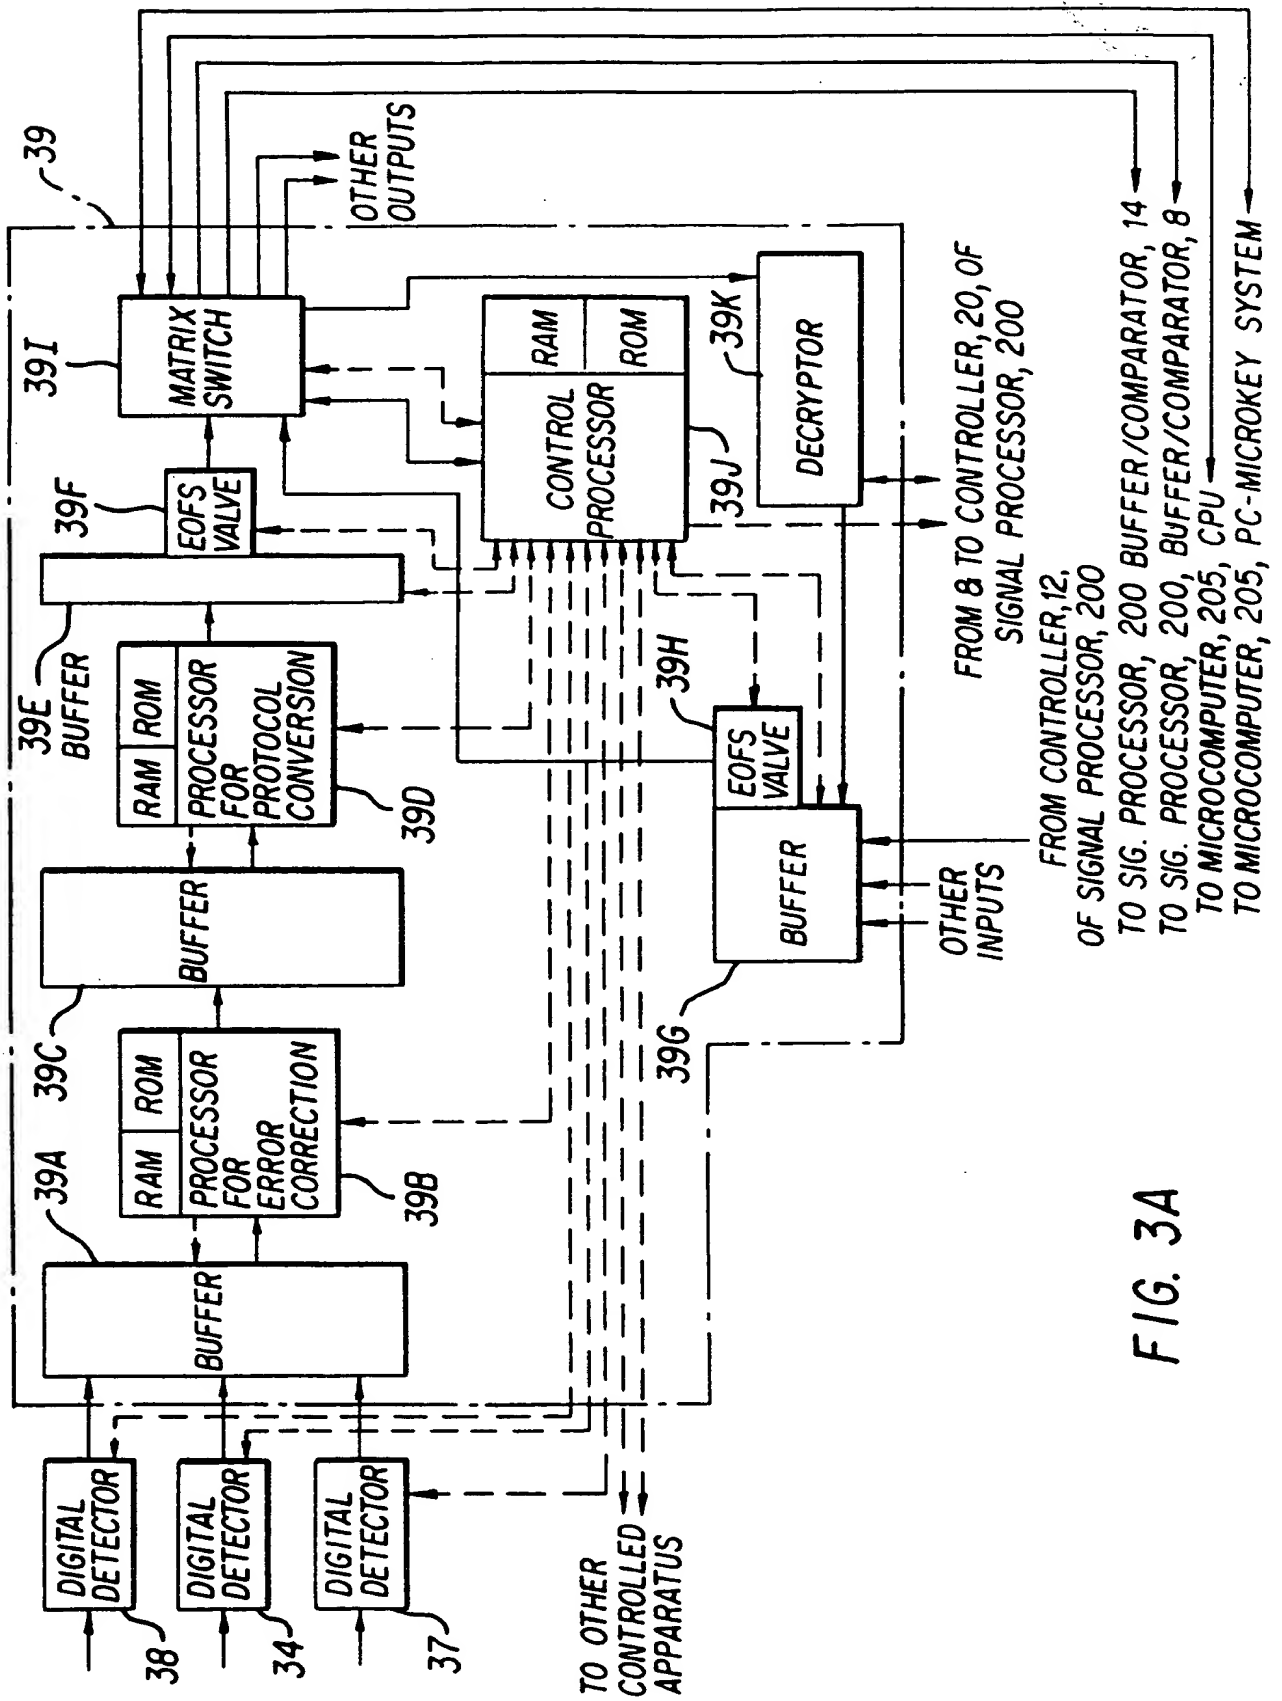 39
39I
MATRIX
SWITCH
OTHER
OUTPUTS
39F
EOFS
VALVE
39E
BUFFER
RAM
ROM
PROCESSOR
FOR
PROTOCOL
CONVERSION
39D
39C
BUFFER
RAM
ROM
PROCESSOR
FOR
ERROR
CORRECTION
39B
39A
BUFFER
DIGITAL
DETECTOR
38
DIGITAL
DETECTOR
34
DIGITAL
DETECTOR
37
CONTROL
PROCESSOR
RAM
ROM
39J
39K
DECRYPTOR
39H
EOFS
VALVE
BUFFER
39G
OTHER
INPUTS
TO OTHER
CONTROLLED
APPARATUS
FROM & TO CONTROLLER, 20, OF
SIGNAL PROCESSOR, 200
FROM CONTROLLER, 12,
OF SIGNAL PROCESSOR, 200
TO SIG. PROCESSOR, 200 BUFFER/COMPARATOR, 14
TO SIG. PROCESSOR, 200, BUFFER/COMPARATOR, 8
TO MICROCOMPUTER, 205, CPU
TO MICROCOMPUTER, 205, PC-MICROKEY SYSTEM
FIG. 3A